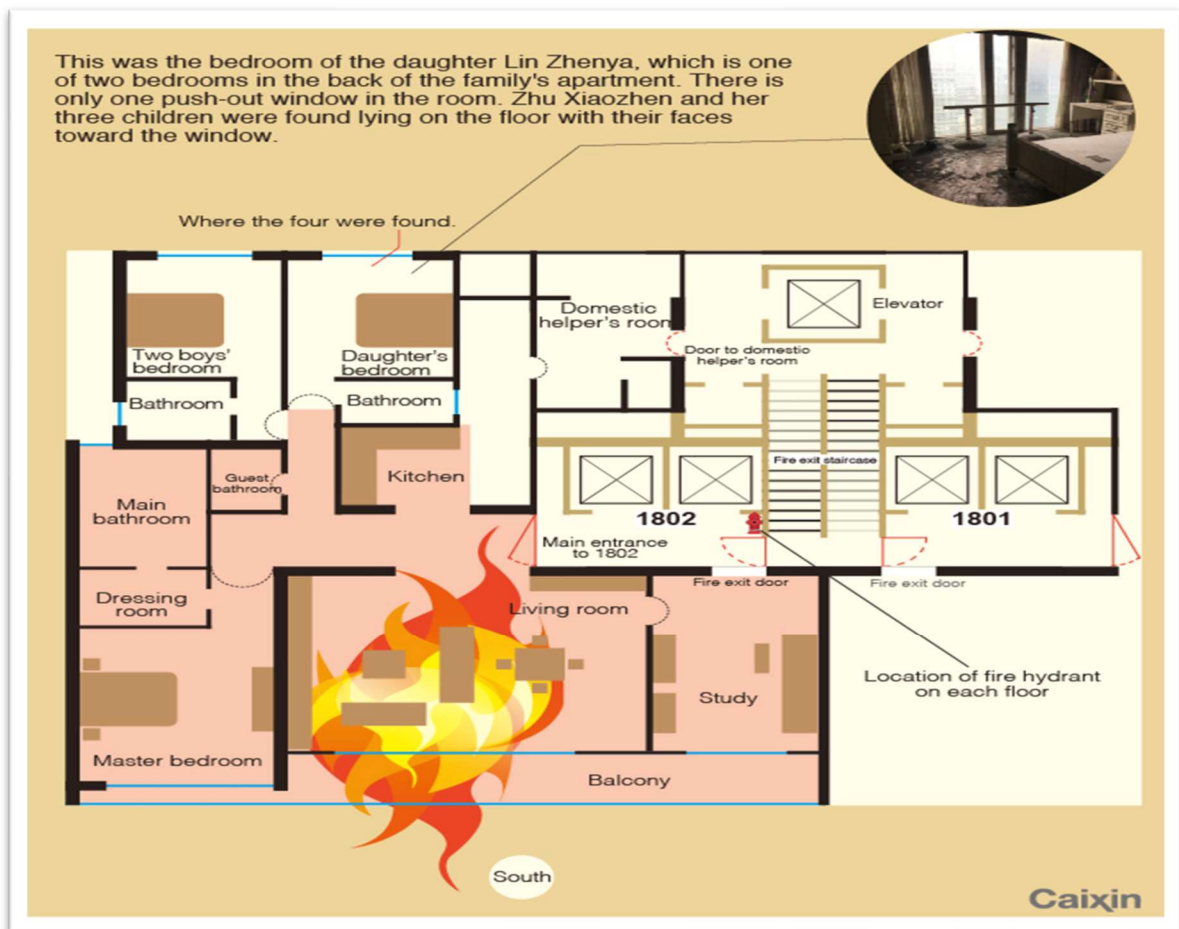 This was the bedroom of the daughter Lin Zhenya, which is one
of two bedrooms in the back of the family's apartment. There is
only one push-out window in the room. Zhu Xiaozhen and her
three children were found lying on the floor with their faces
toward the window.
Where the four were found.
Elevator
Domestic
helper's room
Two boys'
bedroom
Daughter's
bedroom
Door to domestic
helper's room
Bathroom
Bathroom
Fire exit staircase
Kitchen
Guest
bathroom
Main
bathroom
1802
1801
Main entrance
to 1802
Fire exit door
Fire exit door
Dressing
room
Living room
Location of fire hydrant
on each floor
Study
Master bedroom
Balcony
South
Caixin